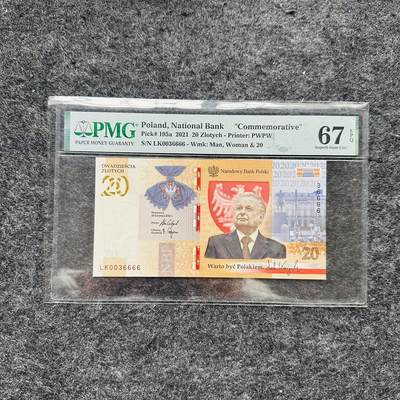 PMG
PAPER MONEY GUARANTY
Poland, National Bank "Commemorative"
Pick# 195a 2021 20 Zlotych - Printer: PWPW
S/N LK0036666 - Wmk: Man, Woman & 20
67 EPQ
Superb Gem Unc
DWADZIEŚCIA
ZŁOTYCH
20
Narodowy Bank Polski
LK0036666
Warto być Polakiem
20